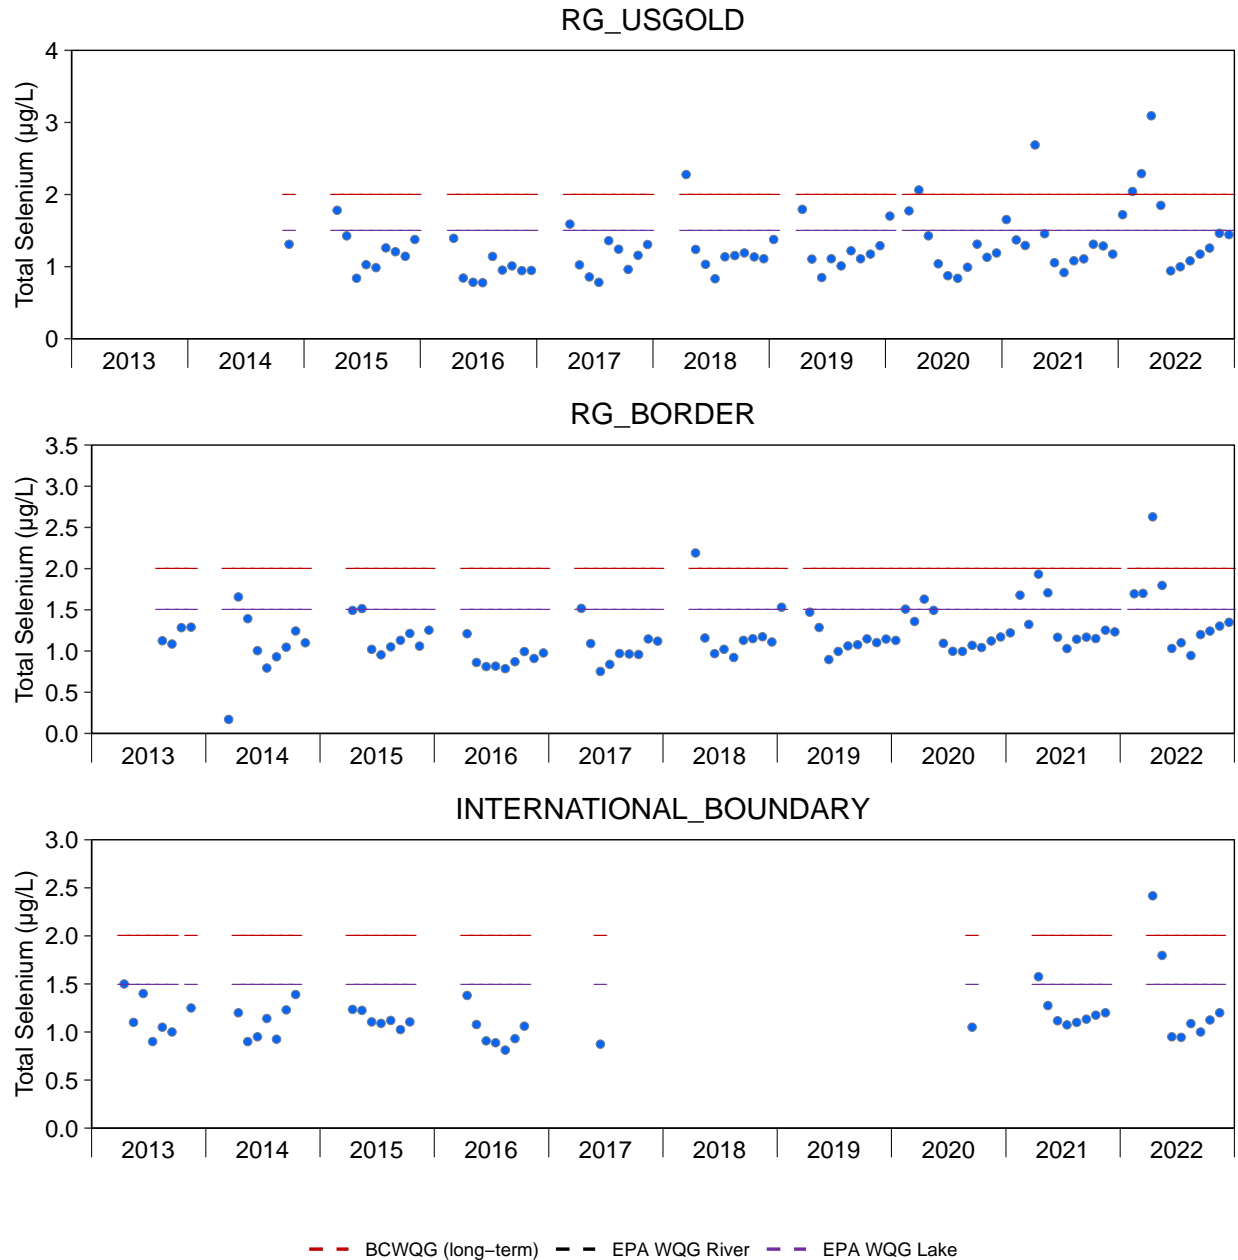 RG_USGOLD
Total Selenium (µg/L)
4
3
2
1
0
2013 2014 2015 2016 2017 2018 2019 2020 2021 2022
RG_BORDER
Total Selenium (µg/L)
3.5
3.0
2.5
2.0
1.5
1.0
0.5
0.0
2013 2014 2015 2016 2017 2018 2019 2020 2021 2022
INTERNATIONAL_BOUNDARY
Total Selenium (µg/L)
3.0
2.5
2.0
1.5
1.0
0.5
0.0
2013 2014 2015 2016 2017 2018 2019 2020 2021 2022
BCWQG (long−term) EPA WQG River EPA WQG Lake